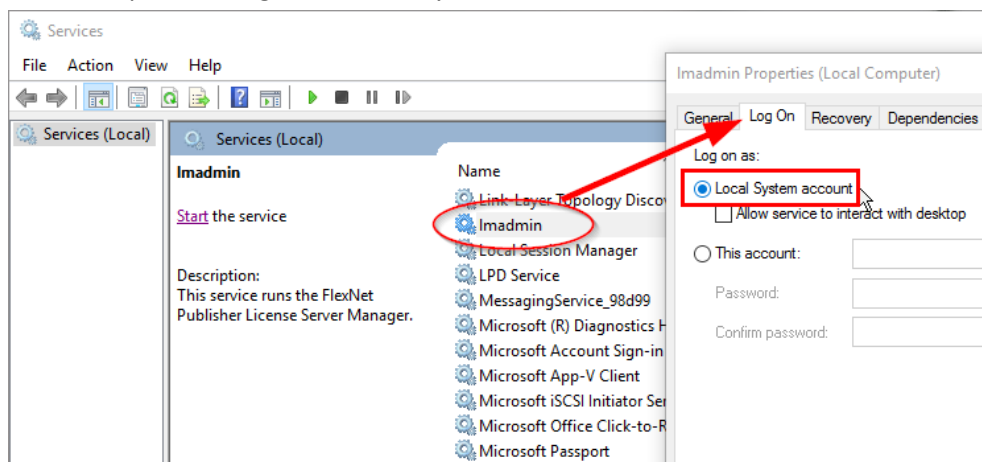 Services
File Action View Help
Services (Local)
Services (Local)
lmadmin
Start the service
Description:
This service runs the FlexNet
Publisher License Server Manager.
Name
Link-Layer Topology Disco
lmadmin
Local Session Manager
LPD Service
MessagingService_98d99
Microsoft (R) Diagnostics H
Microsoft Account Sign-in
Microsoft App-V Client
Microsoft iSCSI Initiator Ser
Microsoft Office Click-to-R
Microsoft Passport
lmadmin Properties (Local Computer)
General Log On Recovery Dependencies
Log on as:
Local System account
Allow service to interact with desktop
This account:
Password:
Confirm password: